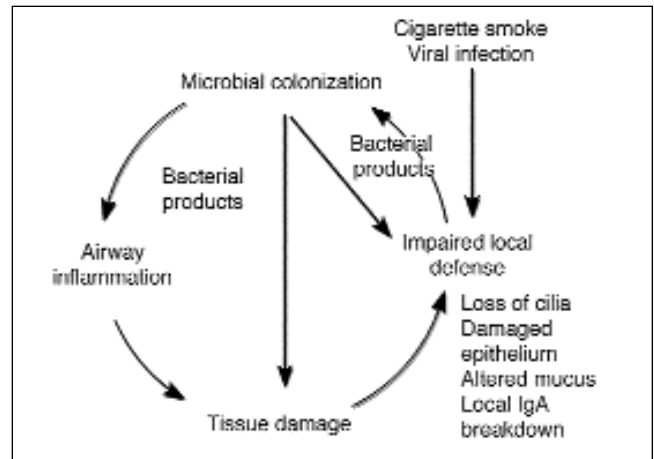 Cigarette smoke
Viral infection
Microbial colonization
Bacterial
products
Bacterial
products
Airway
inflammation
Impaired local
defense
Loss of cilia
Damaged
epithelium
Altered mucus
Local IgA
breakdown
Tissue damage